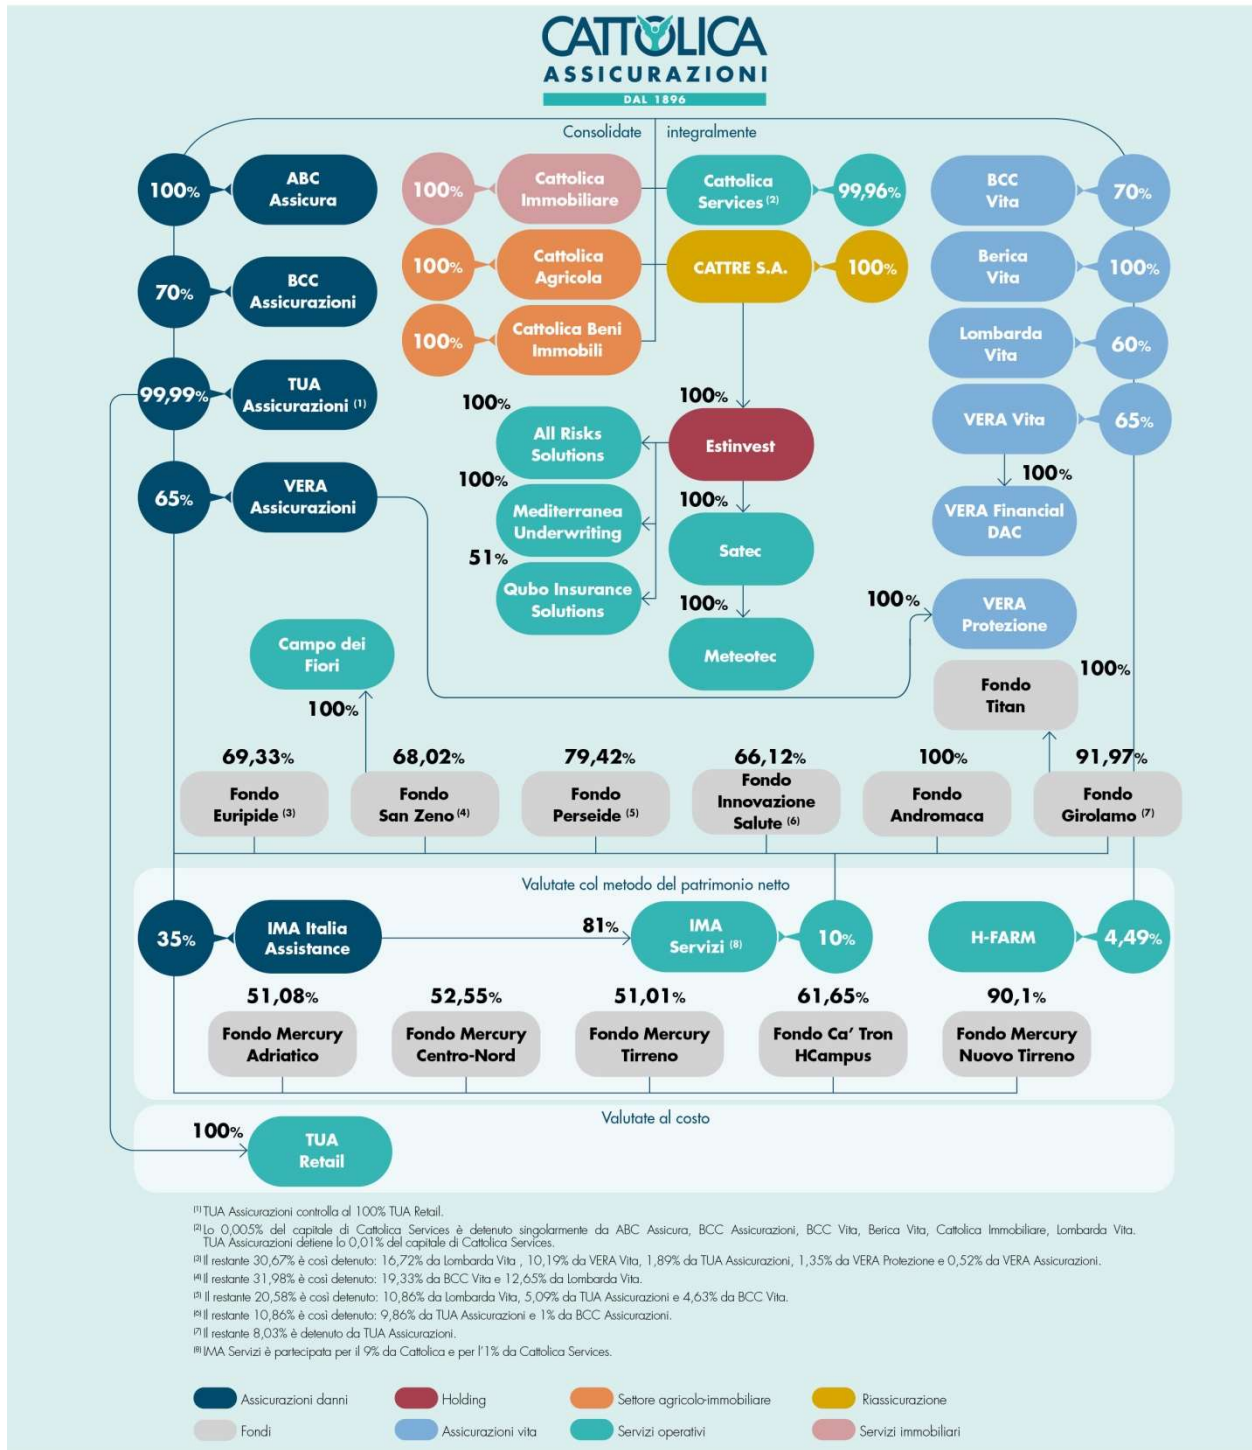 CATTOLICA
ASSICURAZIONI
DAL 1896
Consolidate integralmente
100%
ABC
Assicura
70%
BCC
Assicurazioni
99,99%
TUA
Assicurazioni (1)
65%
VERA
Assicurazioni
100%
Cattolica
Immobiliare
100%
Cattolica
Agricola
100%
Cattolica Beni
Immobili
Cattolica
Services (2)
99,96%
CATTRE S.A.
100%
BCC
Vita
70%
Berica
Vita
100%
Lombarda
Vita
60%
VERA Vita
65%
100%
VERA Financial
DAC
100%
Estinvest
100%
All Risks
Solutions
100%
Mediterranea
Underwriting
51%
Qubo Insurance
Solutions
100%
Satec
100%
Meteotec
100%
VERA
Protezione
Campo dei
Fiori
100%
Fondo
Titan
100%
69,33%
Fondo
Euripide (3)
68,02%
Fondo
San Zeno (4)
79,42%
Fondo
Perseide (5)
66,12%
Fondo
Innovazione
Salute (6)
100%
Fondo
Andromaca
91,97%
Fondo
Girolamo (7)
Valutate col metodo del patrimonio netto
35%
IMA Italia
Assistance
81%
IMA
Servizi (8)
10%
H-FARM
4,49%
51,08%
Fondo Mercury
Adriatico
52,55%
Fondo Mercury
Centro-Nord
51,01%
Fondo Mercury
Tirreno
61,65%
Fondo Ca' Tron
HCampus
90,1%
Fondo Mercury
Nuovo Tirreno
Valutate al costo
100%
TUA
Retail
(1) TUA Assicurazioni controlla al 100% TUA Retail.
(2) Lo 0,005% del capitale di Cattolica Services è detenuto singolarmente da ABC Assicura, BCC Assicurazioni, BCC Vita, Berica Vita, Cattolica Immobiliare, Lombarda Vita.
TUA Assicurazioni detiene lo 0,01% del capitale di Cattolica Services.
(3) Il restante 30,67% è così detenuto: 16,72% da Lombarda Vita , 10,19% da VERA Vita, 1,89% da TUA Assicurazioni, 1,35% da VERA Protezione e 0,52% da VERA Assicurazioni.
(4) Il restante 31,98% è così detenuto: 19,33% da BCC Vita e 12,65% da Lombarda Vita.
(5) Il restante 20,58% è così detenuto: 10,86% da Lombarda Vita, 5,09% da TUA Assicurazioni e 4,63% da BCC Vita.
(6) Il restante 10,86% è così detenuto: 9,86% da TUA Assicurazioni e 1% da BCC Assicurazioni.
(7) Il restante 8,03% è detenuto da TUA Assicurazioni.
(8) IMA Servizi è partecipata per il 9% da Cattolica e per l'1% da Cattolica Services.
Assicurazioni danni
Holding
Settore agricolo-immobiliare
Riassicurazione
Fondi
Assicurazioni vita
Servizi operativi
Servizi immobiliari